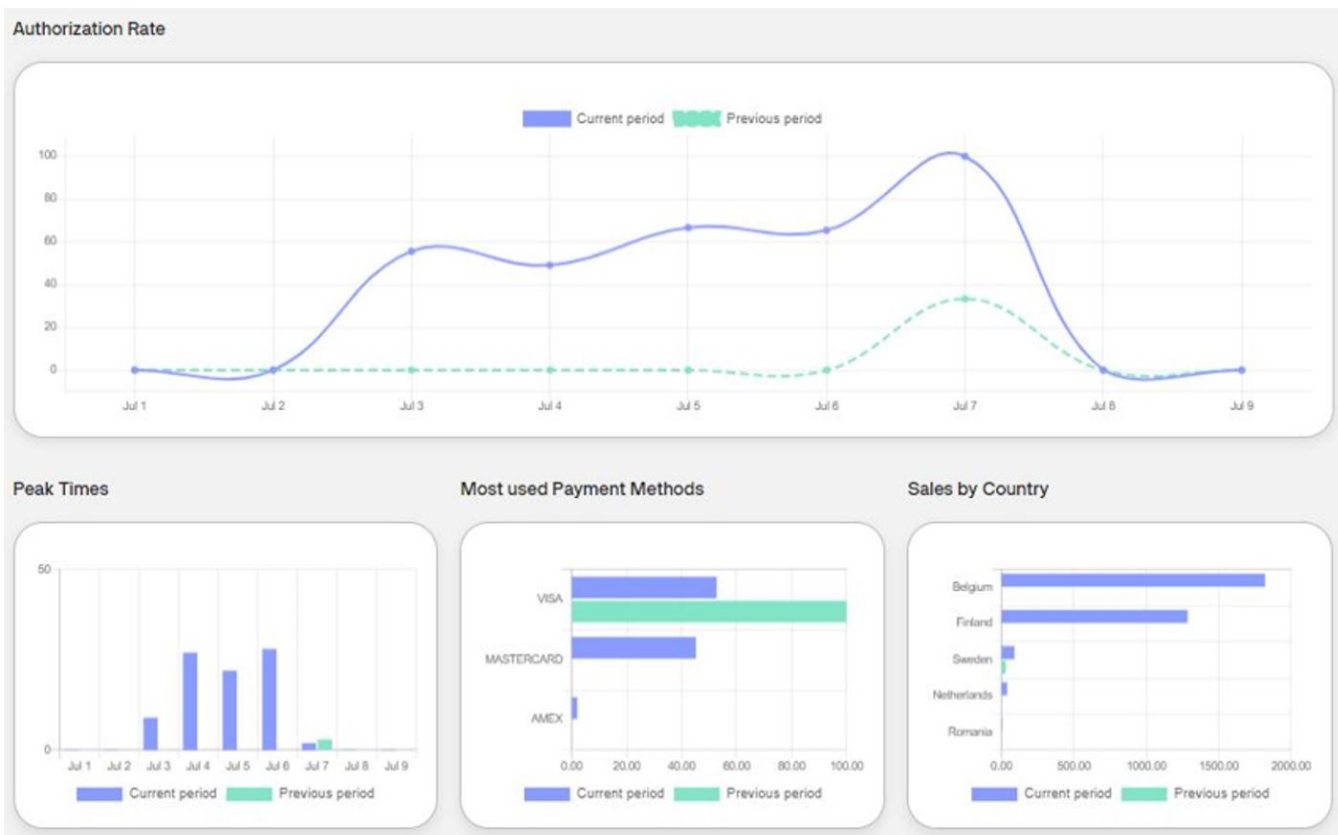 Authorization Rate
Current period Previous period
100
80
60
40
20
0
Jul 1 Jul 2 Jul 3 Jul 4 Jul 5 Jul 6 Jul 7 Jul 8 Jul 9
Peak Times
50
0
Jul 1 Jul 2 Jul 3 Jul 4 Jul 5 Jul 6 Jul 7 Jul 8 Jul 9
Current period Previous period
Most used Payment Methods
VISA
MASTERCARD
AMEX
0.00 20.00 40.00 60.00 80.00 100.00
Current period Previous period
Sales by Country
Belgium
Finland
Sweden
Netherlands
Romania
0.00 500.00 1000.00 1500.00 2000.00
Current period Previous period